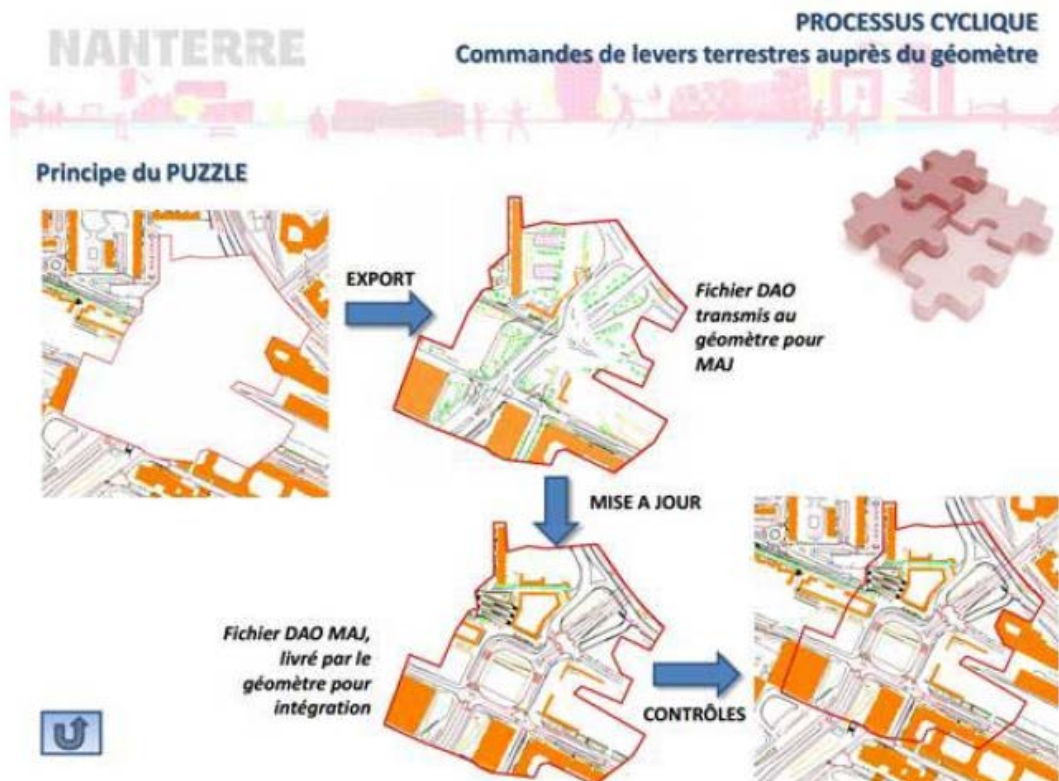 NANTERRE
PROCESSUS CYCLIQUE
Commandes de levers terrestres auprès du géomètre
Principe du PUZZLE
EXPORT
Fichier DAO
transmis au
géomètre pour
MAJ
MISE A JOUR
Fichier DAO MAJ,
livré par le
géomètre pour
intégration
CONTRÔLES